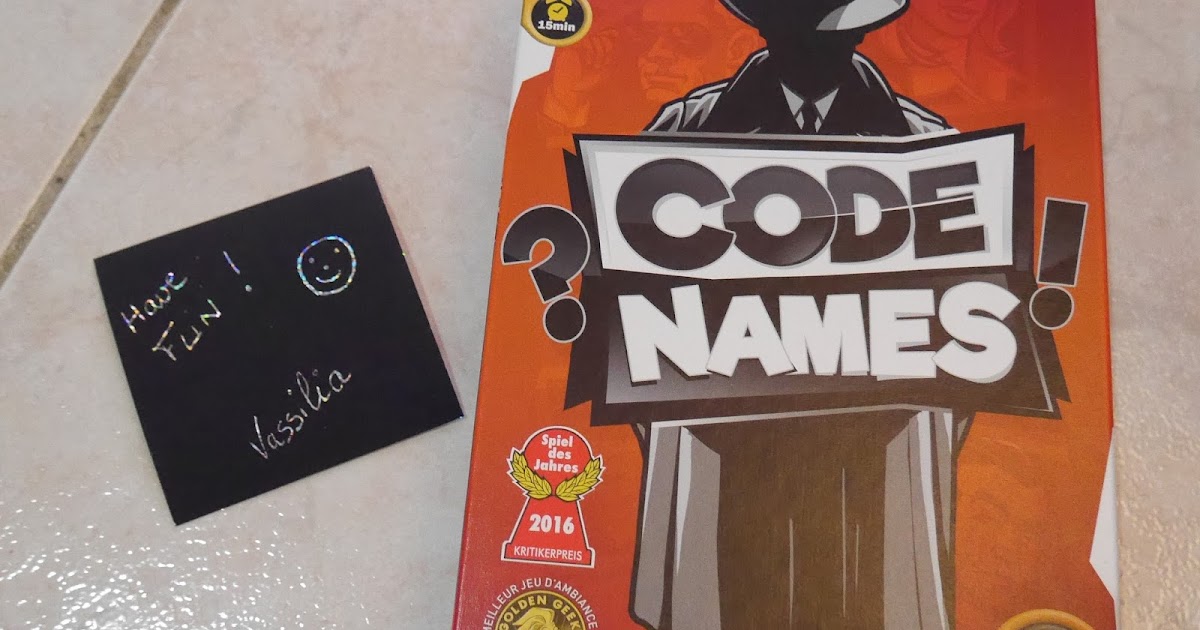 Have
Fun !
Vassilia
15min
CODE
NAMES
? !
Spiel
des
Jahres
2016
KRITIKERPREIS
MEILLEUR JEU D'AMBIANCE
GOLDEN GEEK